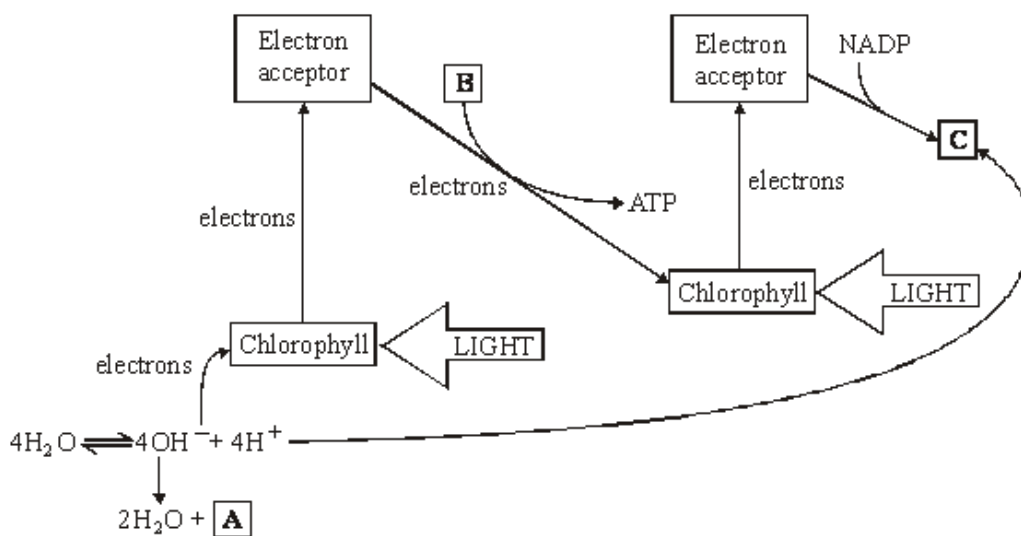 Electron
acceptor
Electron
acceptor
NADP
B
C
electrons
ATP
electrons
electrons
Chlorophyll
LIGHT
Chlorophyll
LIGHT
electrons
4H₂O ⇌ 4OH⁻ + 4H⁺
2H₂O + A